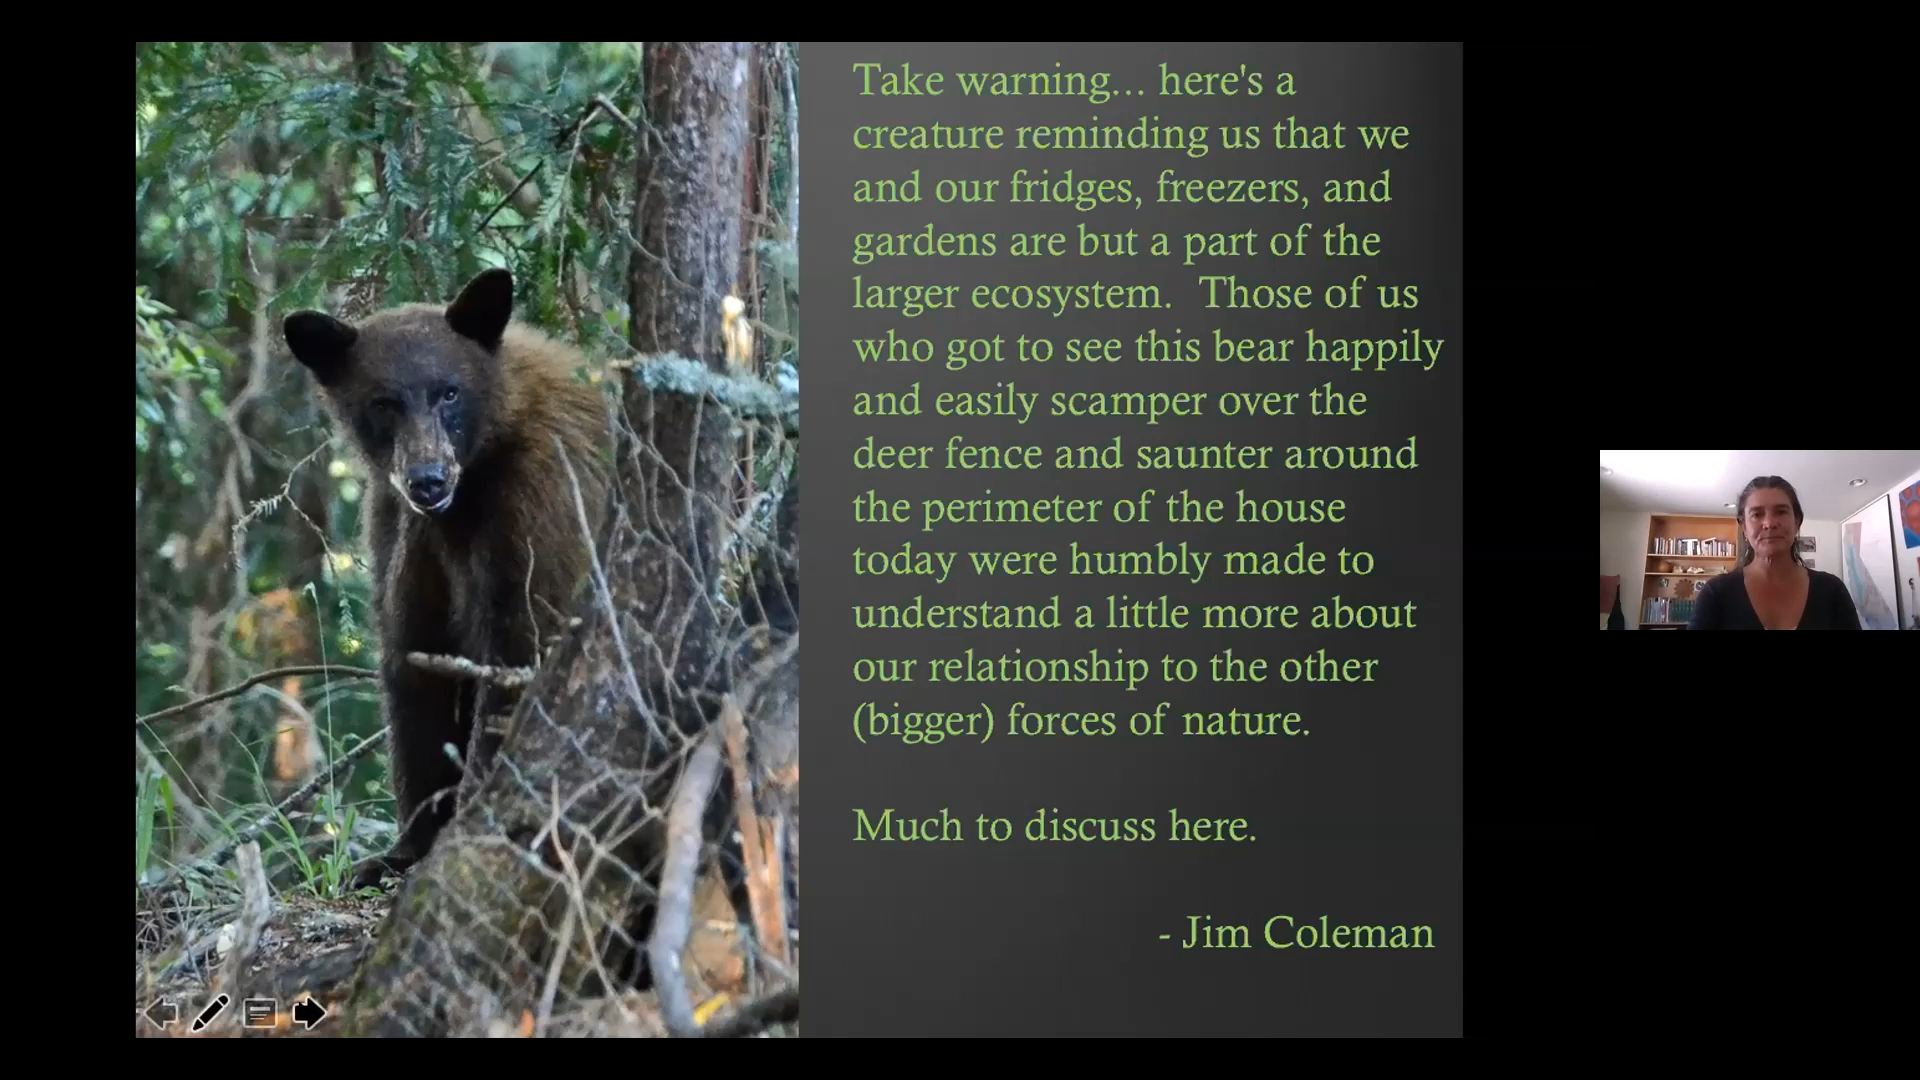 Take warning... here's a
creature reminding us that we
and our fridges, freezers, and
gardens are but a part of the
larger ecosystem.  Those of us
who got to see this bear happily
and easily scamper over the
deer fence and saunter around
the perimeter of the house
today were humbly made to
understand a little more about
our relationship to the other
(bigger) forces of nature.
Much to discuss here.
- Jim Coleman